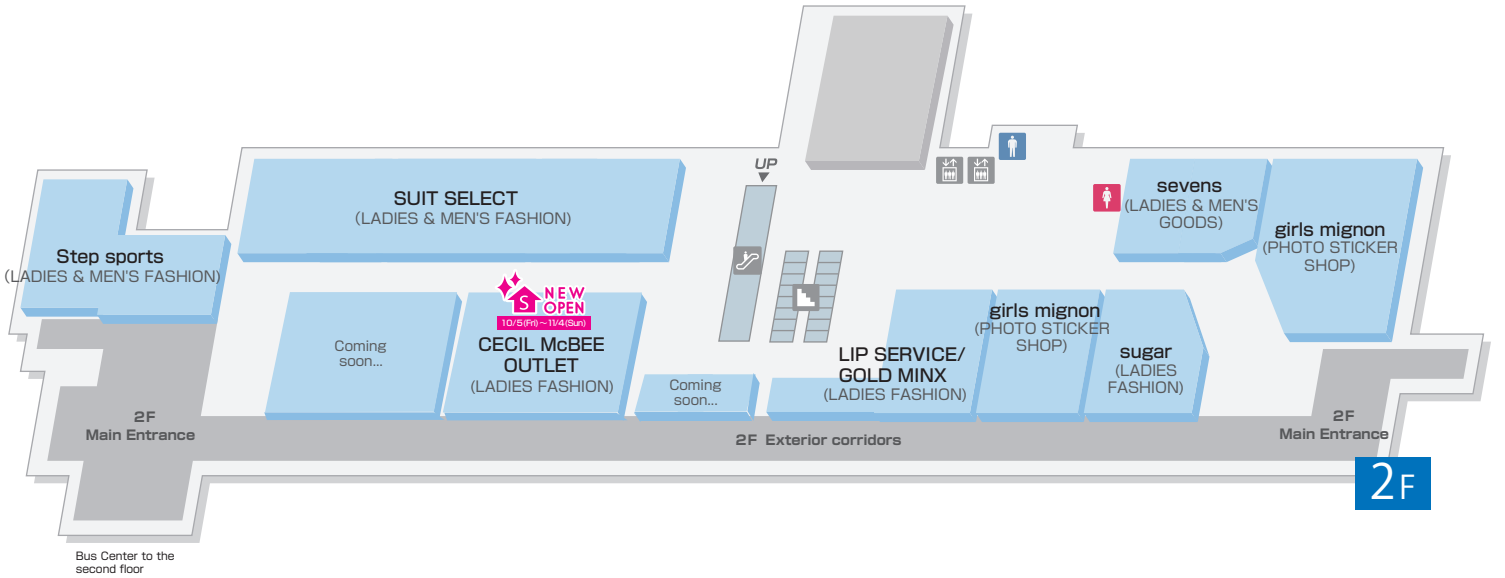 UP
SUIT SELECT
(LADIES & MEN'S FASHION)
Step sports
(LADIES & MEN'S FASHION)
sevens
(LADIES & MEN'S
GOODS)
girls mignon
(PHOTO STICKER
SHOP)
S
NEW
OPEN
10/5(Fri)～11/4(Sun)
Coming
soon...
CECIL McBEE
OUTLET
(LADIES FASHION)
Coming
soon...
LIP SERVICE/
GOLD MINX
(LADIES FASHION)
girls mignon
(PHOTO STICKER
SHOP)
sugar
(LADIES
FASHION)
2F
Main Entrance
2F Exterior corridors
2F
Main Entrance
2F
Bus Center to the
second floor